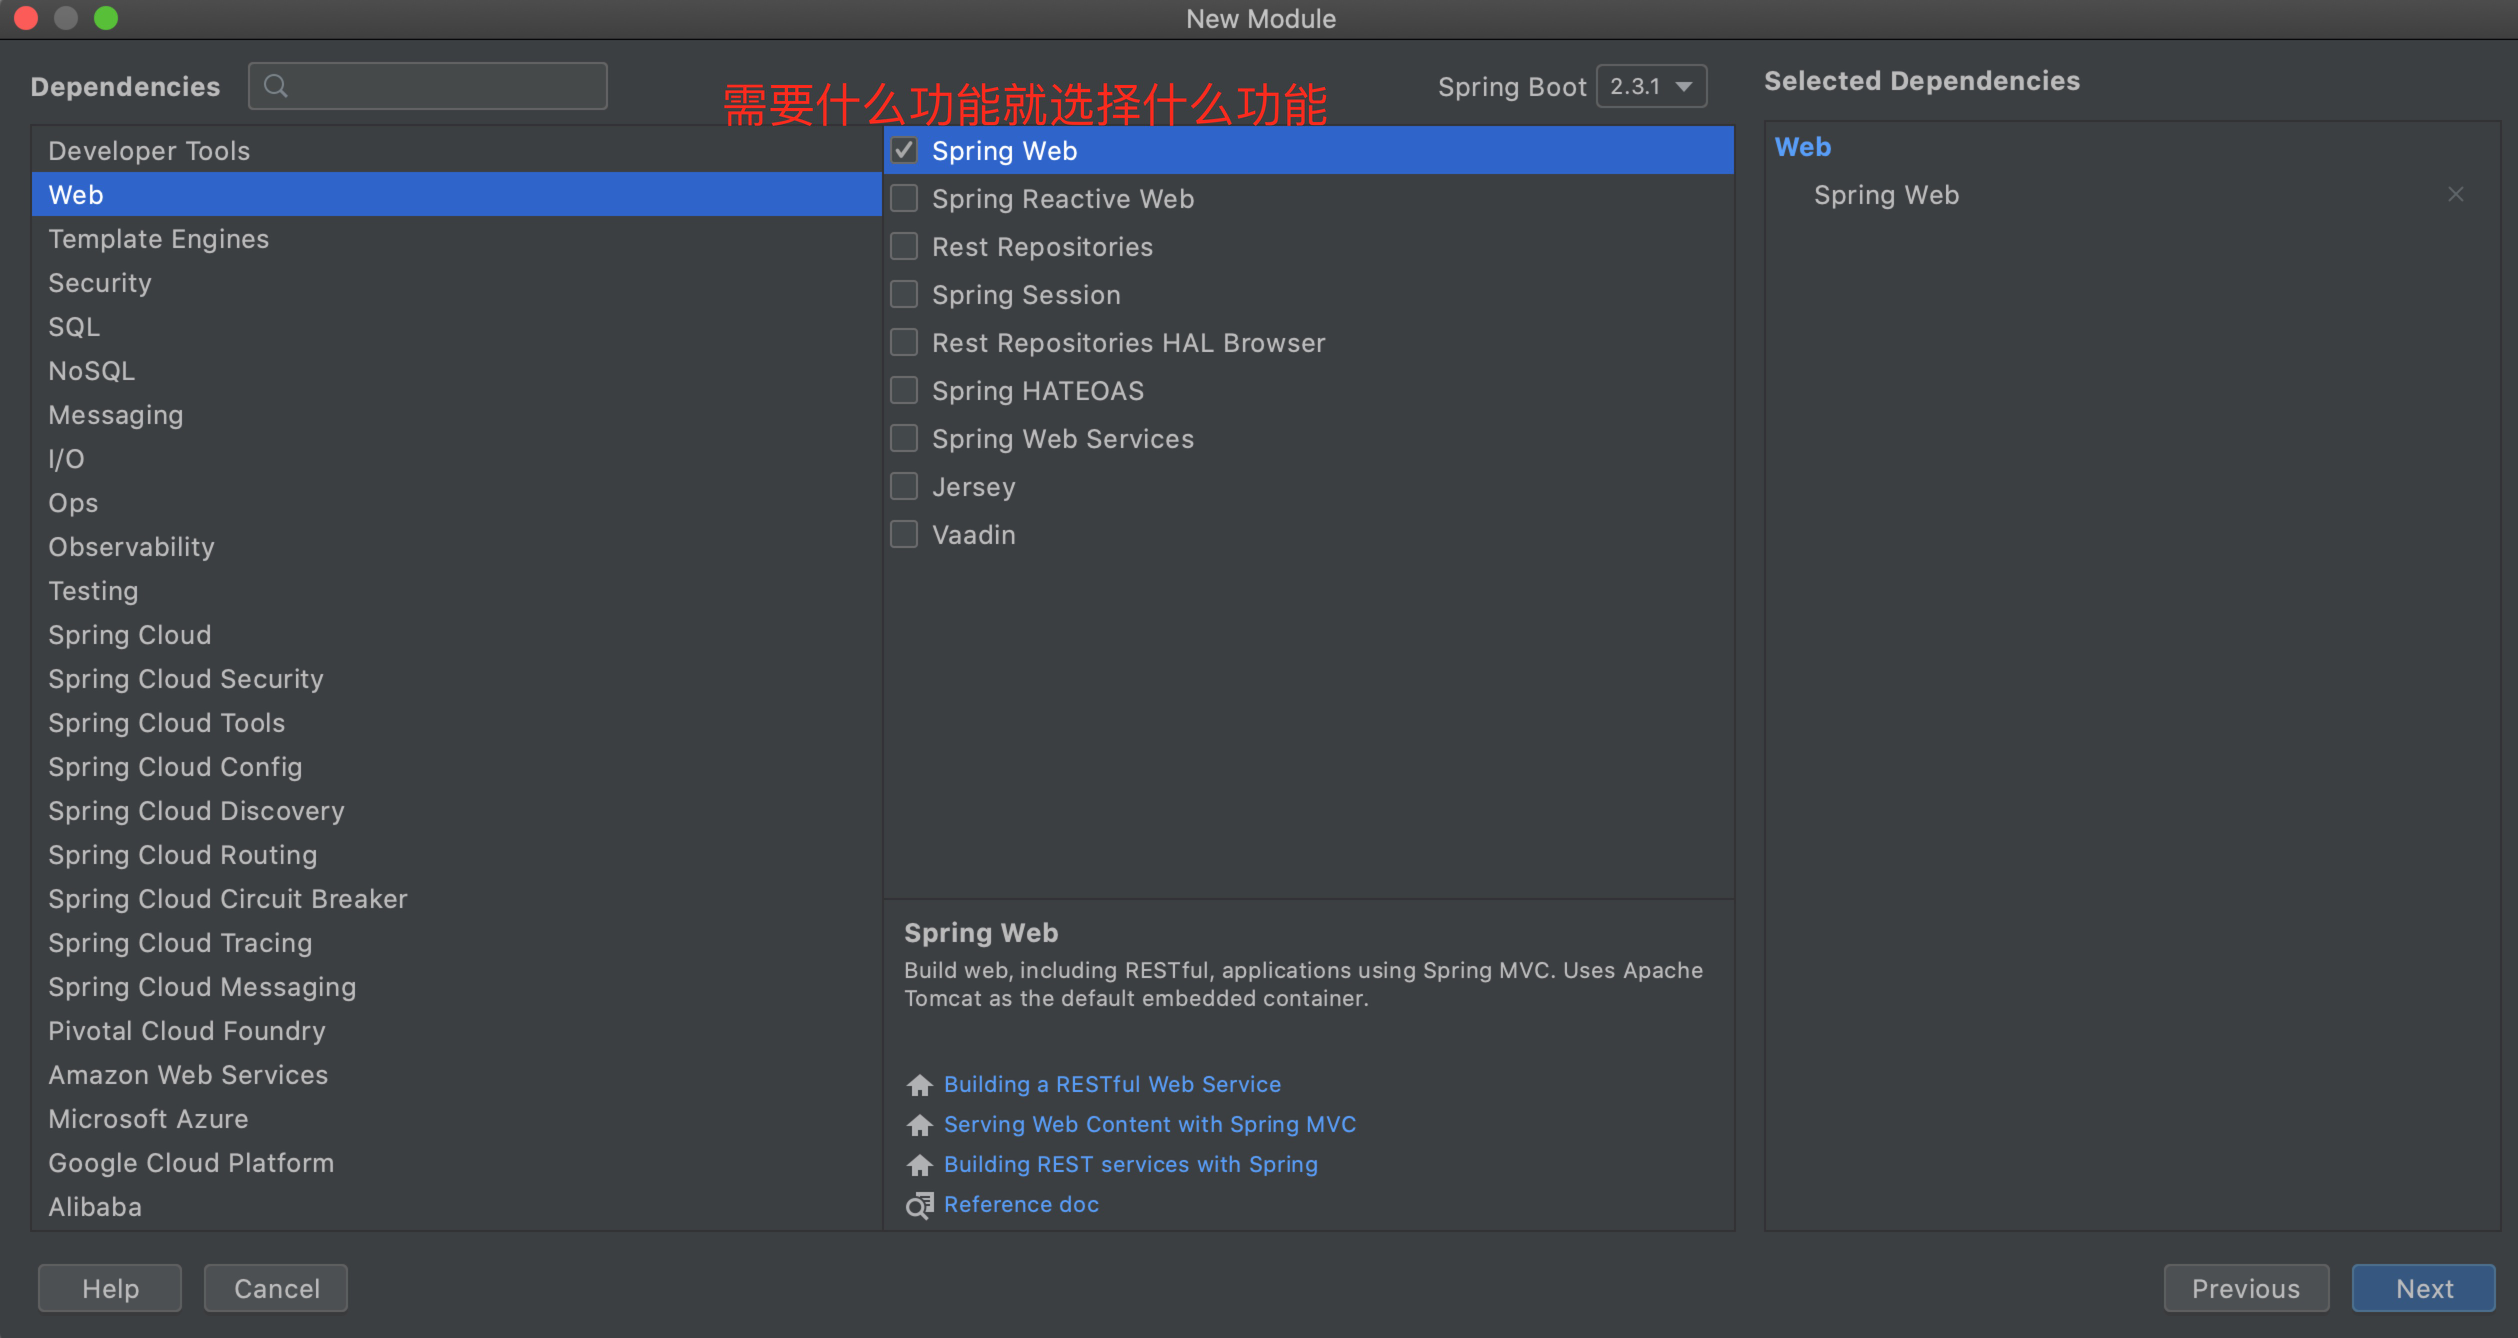 New Module
Dependencies
需要什么功能就选择什么功能
Spring Boot 2.3.1
Selected Dependencies
Developer Tools
Web
Template Engines
Security
SQL
NoSQL
Messaging
I/O
Ops
Observability
Testing
Spring Cloud
Spring Cloud Security
Spring Cloud Tools
Spring Cloud Config
Spring Cloud Discovery
Spring Cloud Routing
Spring Cloud Circuit Breaker
Spring Cloud Tracing
Spring Cloud Messaging
Pivotal Cloud Foundry
Amazon Web Services
Microsoft Azure
Google Cloud Platform
Alibaba
Spring Web
Spring Reactive Web
Rest Repositories
Spring Session
Rest Repositories HAL Browser
Spring HATEOAS
Spring Web Services
Jersey
Vaadin
Spring Web
Build web, including RESTful, applications using Spring MVC. Uses Apache
Tomcat as the default embedded container.
Building a RESTful Web Service
Serving Web Content with Spring MVC
Building REST services with Spring
Reference doc
Web
Spring Web
Help
Cancel
Previous
Next